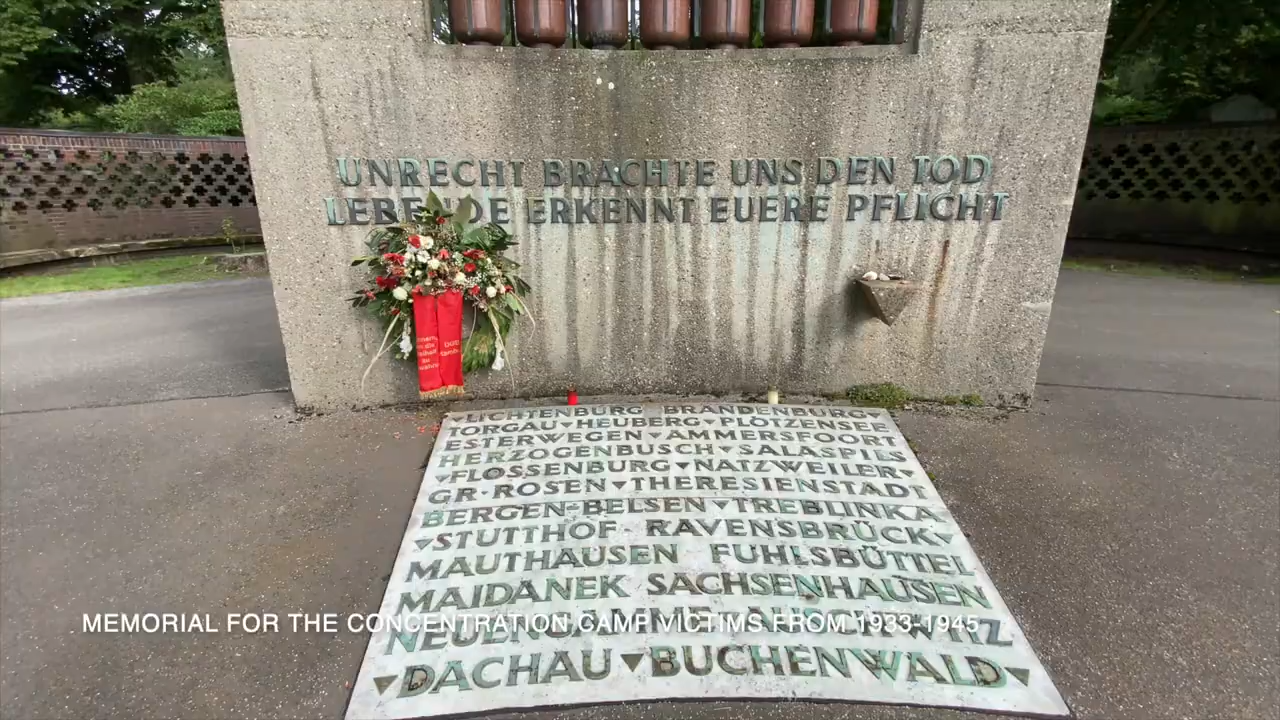 UNRECHT BRACHTE UNS DEN TOD
LEBENDE ERKENNT EUERE PFLICHT
LICHTENBURG BRANDENBURG
TORGAU▾HEUBERG▾PLÖTZENSEE
ESTERWEGEN▾AMMERSFOORT
HERZOGENBUSCH▾SALASPILS
▾FLOSSENBURG▾NATZWEILER▾
GR·ROSEN▾THERESIENSTADT
BERGEN-BELSEN▾TREBLINKA
▾STUTTHOF·RAVENSBRÜCK▾
MAUTHAUSEN FUHLSBÜTTEL
MAIDANEK SACHSENHAUSEN
NEUENGAMME AUSCHWITZ
▾DACHAU▾BUCHENWALD▾
MEMORIAL FOR THE CONCENTRATION CAMP VICTIMS FROM 1933-1945